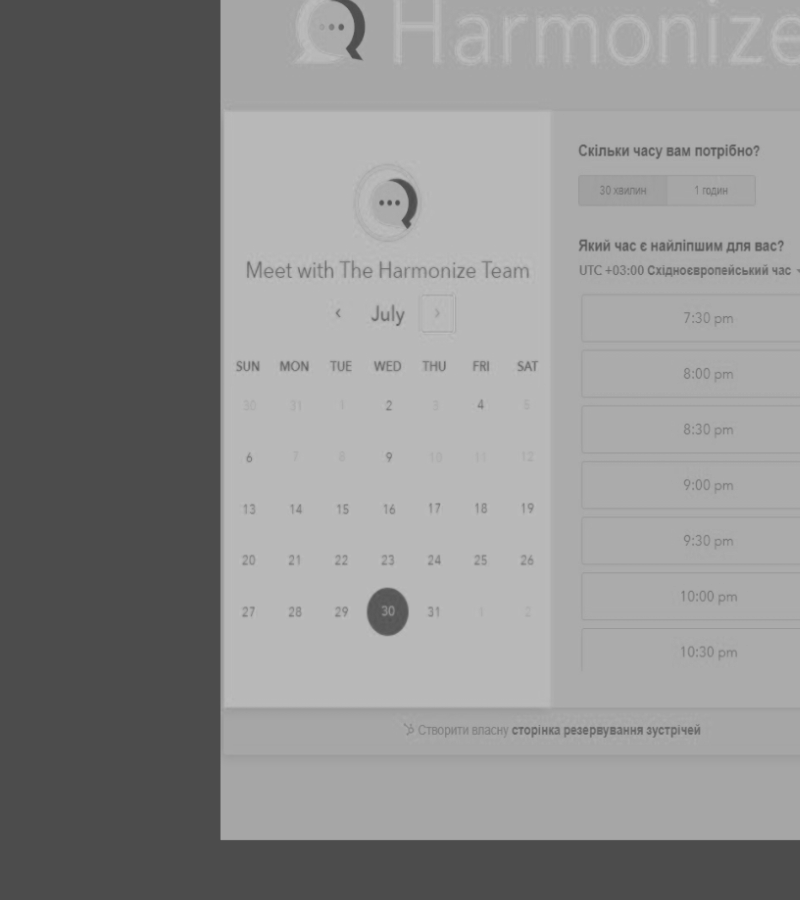 Harmonize
Meet with The Harmonize Team
July
SUN MON TUE WED THU FRI SAT
30 31 1 2 3 4 5
6 7 8 9 10 11 12
13 14 15 16 17 18 19
20 21 22 23 24 25 26
27 28 29 30 31 1 2
Скільки часу вам потрібно?
30 хвилин 1 годин
Який час є найліпшим для вас?
UTC +03:00 Східноєвропейський час
7:30 pm
8:00 pm
8:30 pm
9:00 pm
9:30 pm
10:00 pm
10:30 pm
Створити власну сторінка резервування зустрічей